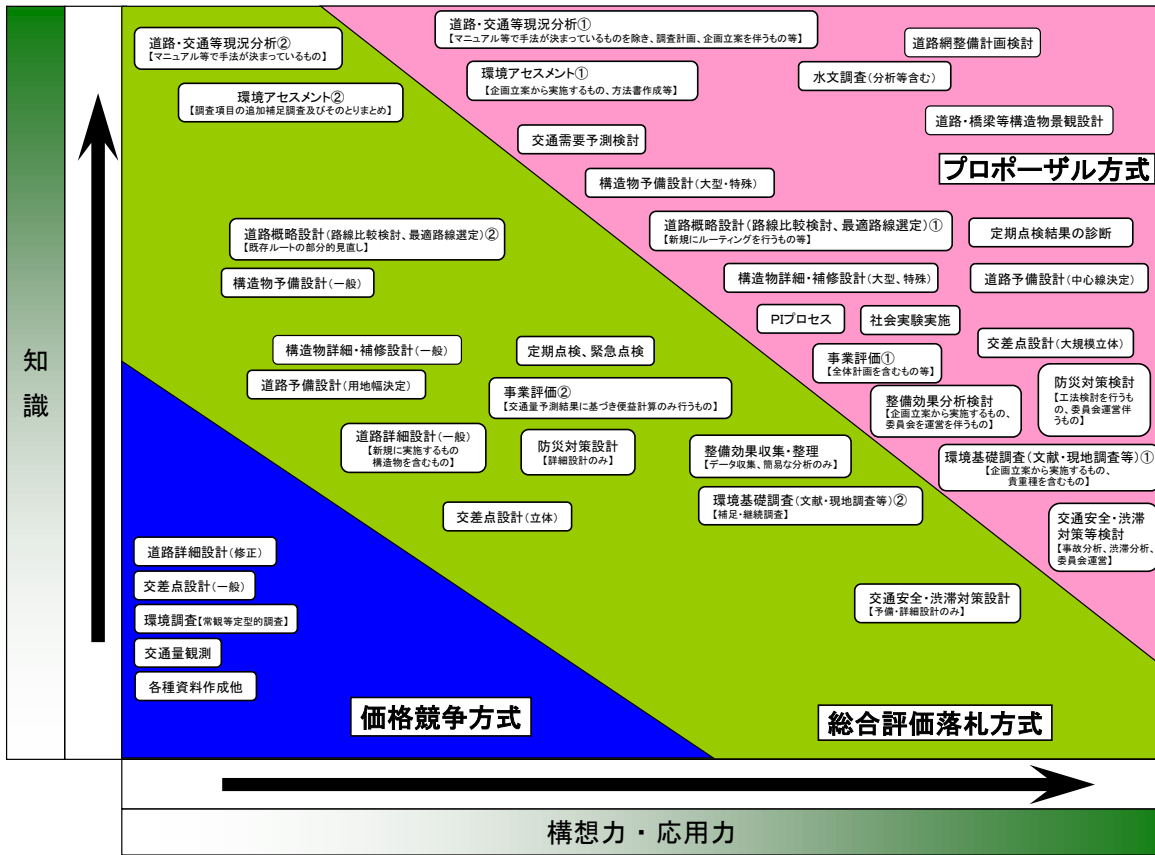 道路・交通等現況分析①
【マニュアル等で手法が決まっているものを除き、調査計画、企画立案を伴うもの等】
道路・交通等現況分析②
【マニュアル等で手法が決まっているもの】
道路網整備計画検討
環境アセスメント①
【企画立案から実施するもの、方法書作成等】
水文調査(分析等含む)
環境アセスメント②
【調査項目の追加補足調査及びそのとりまとめ】
道路・橋梁等構造物景観設計
交通需要予測検討
プロポーザル方式
構造物予備設計(大型・特殊)
道路概略設計(路線比較検討、最適路線選定)②
【既存ルートの部分的見直し】
道路概略設計(路線比較検討、最適路線選定)①
【新規にルーティングを行うもの等】
定期点検結果の診断
構造物予備設計(一般)
構造物詳細・補修設計(大型、特殊)
道路予備設計(中心線決定)
PIプロセス
社会実験実施
構造物詳細・補修設計(一般)
定期点検、緊急点検
交差点設計(大規模立体)
事業評価①
【全体計画を含むもの等】
知
識
道路予備設計(用地幅決定)
事業評価②
【交通量予測結果に基づき便益計算のみ行うもの】
整備効果分析検討
【企画立案から実施するもの、
委員会を運営を伴うもの】
防災対策検討
【工法検討を行うも
の、委員会運営伴
うもの】
道路詳細設計(一般)
【新規に実施するもの
構造物を含むもの】
防災対策設計
【詳細設計のみ】
整備効果収集・整理
【データ収集、簡易な分析のみ】
環境基礎調査(文献・現地調査等)①
【企画立案から実施するもの、
貴重種を含むもの】
環境基礎調査(文献・現地調査等)②
【補足・継続調査】
交差点設計(立体)
交通安全・渋滞
対策等検討
【事故分析、渋滞分析、
委員会運営】
道路詳細設計(修正)
交差点設計(一般)
環境調査【常観等定型的調査】
交通量観測
各種資料作成他
交通安全・渋滞対策設計
【予備・詳細設計のみ】
価格競争方式
総合評価落札方式
構想力・応用力